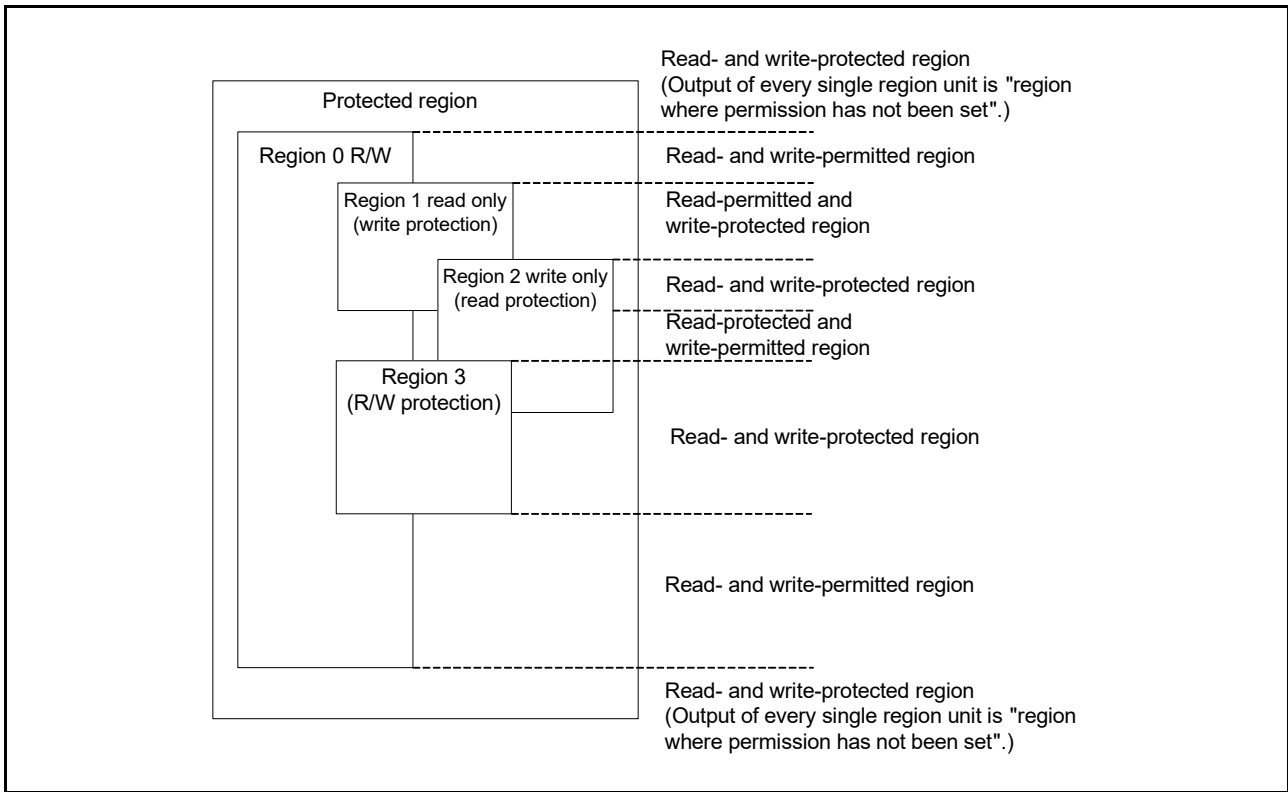 Read- and write-protected region
(Output of every single region unit is "region
where permission has not been set".)
Protected region
Region 0 R/W
Read- and write-permitted region
Region 1 read only
(write protection)
Read-permitted and
write-protected region
Region 2 write only
(read protection)
Read- and write-protected region
Read-protected and
write-permitted region
Region 3
(R/W protection)
Read- and write-protected region
Read- and write-permitted region
Read- and write-protected region
(Output of every single region unit is "region
where permission has not been set".)